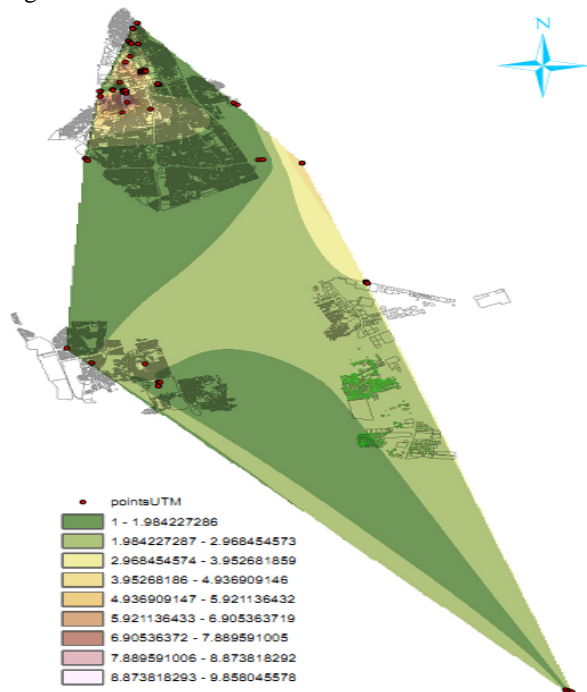 N
pointsUTM
1 - 1.984227286
1.984227287 - 2.968454573
2.968454574 - 3.952681859
3.95268186 - 4.936909146
4.936909147 - 5.921136432
5.921136433 - 6.905363719
6.90536372 - 7.889591005
7.889591006 - 8.873818292
8.873818293 - 9.858045578